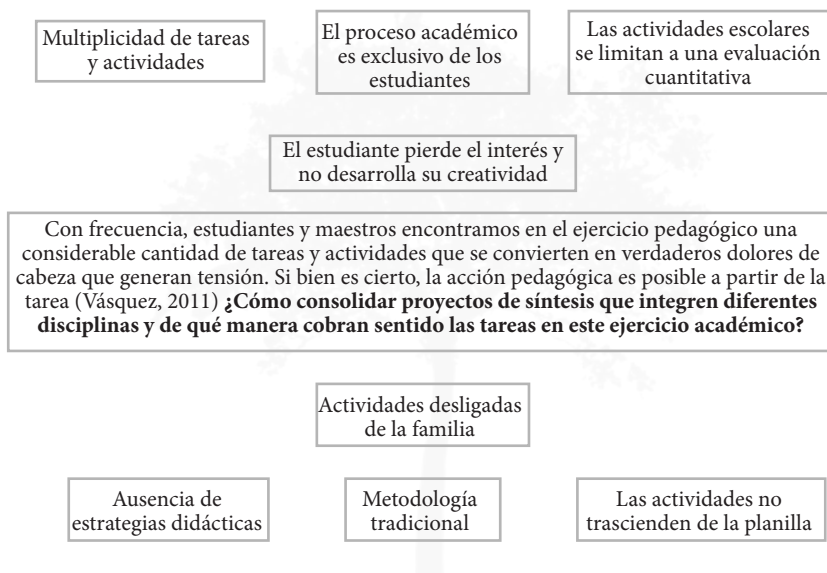 Multiplicidad de tareas
y actividades
El proceso académico
es exclusivo de los
estudiantes
Las actividades escolares
se limitan a una evaluación
cuantitativa
El estudiante pierde el interés y
no desarrolla su creatividad
Con frecuencia, estudiantes y maestros encontramos en el ejercicio pedagógico una
considerable cantidad de tareas y actividades que se convierten en verdaderos dolores de
cabeza que generan tensión. Si bien es cierto, la acción pedagógica es posible a partir de la
tarea (Vásquez, 2011) ¿Cómo consolidar proyectos de síntesis que integren diferentes
disciplinas y de qué manera cobran sentido las tareas en este ejercicio académico?
Actividades desligadas
de la familia
Ausencia de
estrategias didácticas
Metodología
tradicional
Las actividades no
trascienden de la planilla